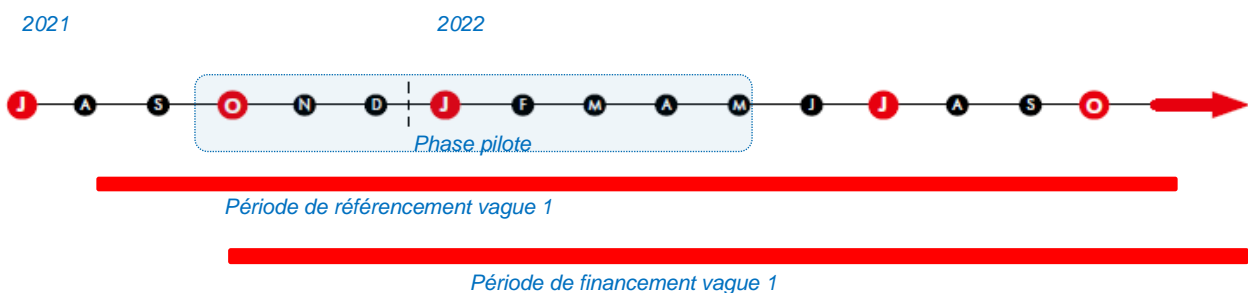 2021 2022
J A S O N D J F M A M J J A S O
Phase pilote
Période de référencement vague 1
Période de financement vague 1